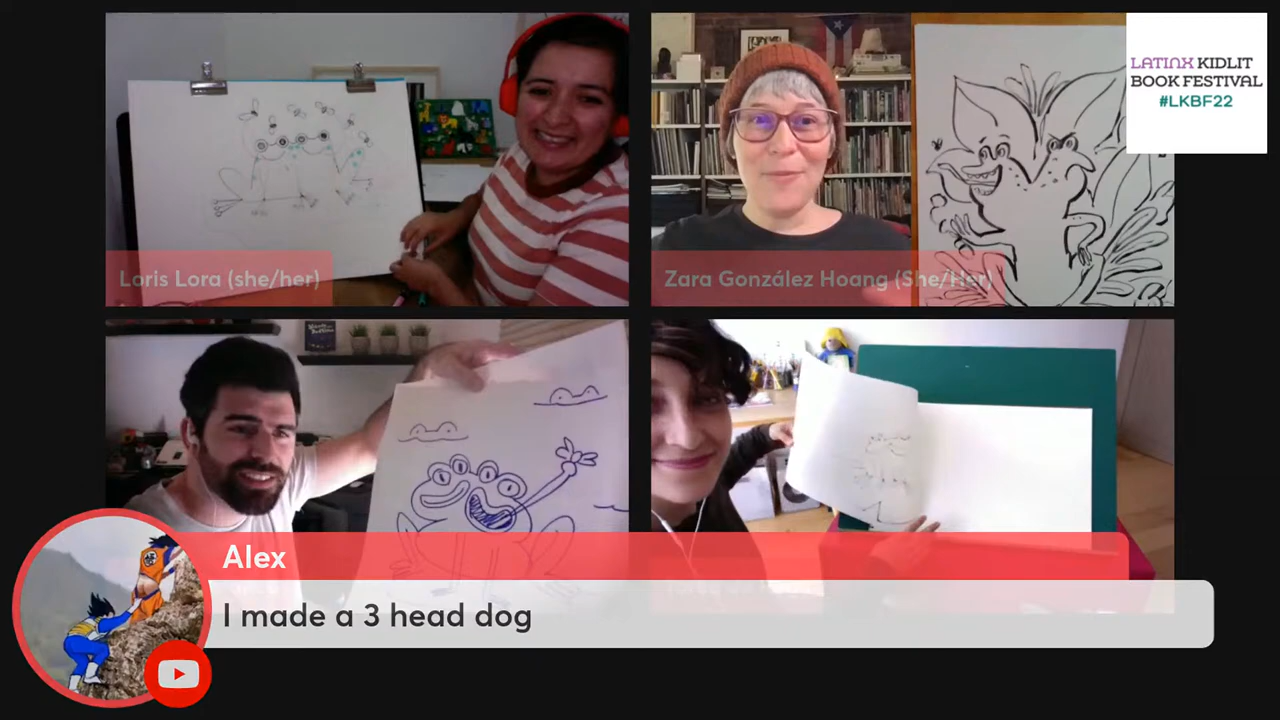 LATINX KIDLIT
BOOK FESTIVAL
#LKBF22
Loris Lora (she/her)
Zara González Hoang (She/Her)
Alex
I made a 3 head dog